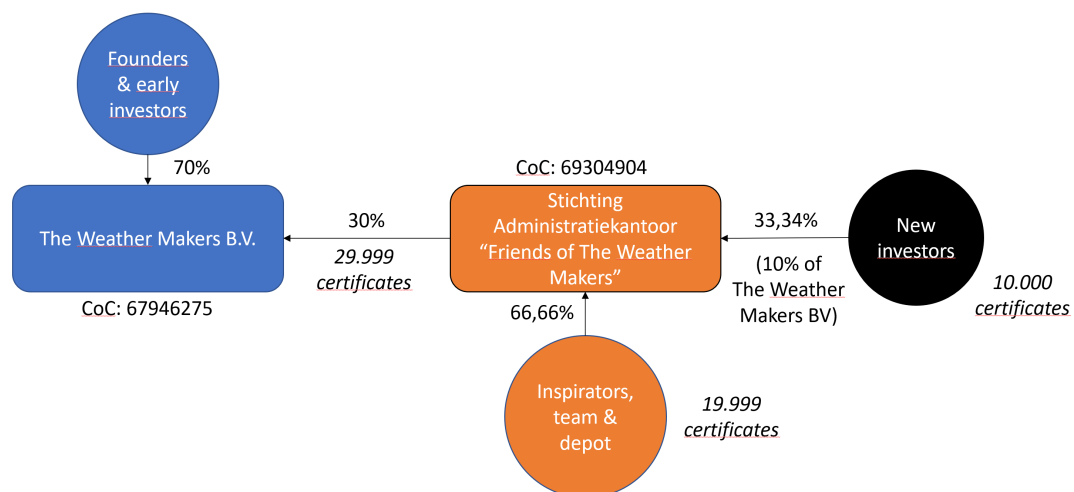 Founders
& early
investors
70%
The Weather Makers B.V.
CoC: 67946275
30%
29.999
certificates
CoC: 69304904
Stichting
Administratiekantoor
“Friends of The Weather
Makers”
33,34%
(10% of
The Weather
Makers BV)
New
investors
10.000
certificates
66,66%
Inspirators,
team &
depot
19.999
certificates